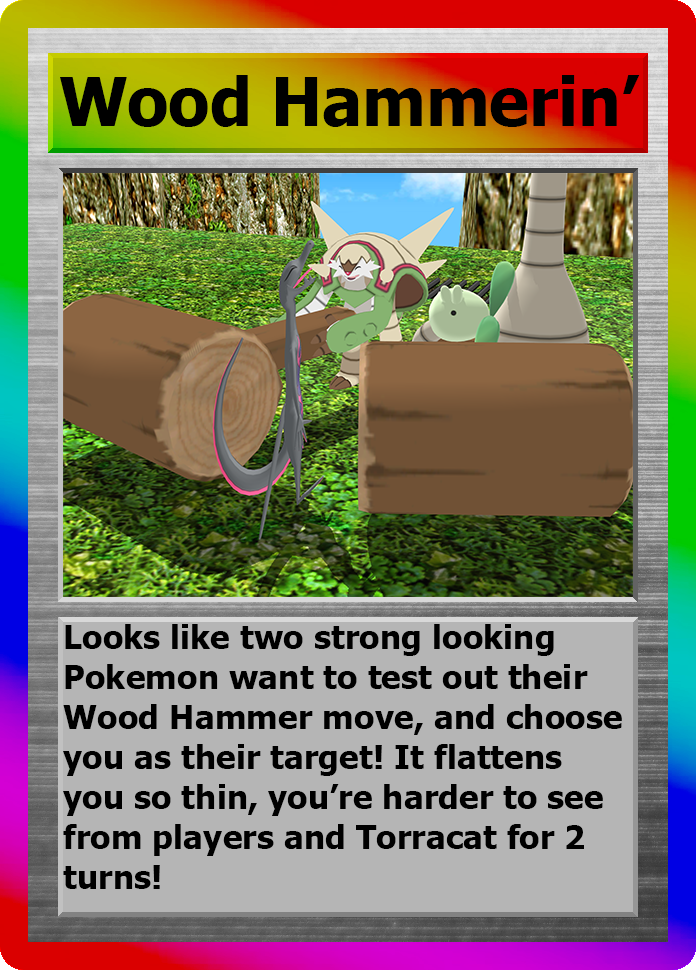 Wood Hammerin’
Looks like two strong looking
Pokemon want to test out their
Wood Hammer move, and choose
you as their target! It flattens
you so thin, you’re harder to see
from players and Torracat for 2
turns!